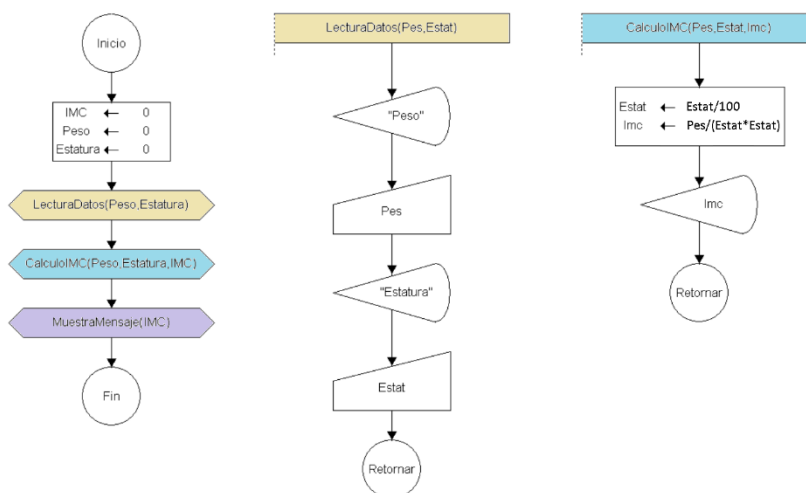 Inicio
IMC ← 0
Peso ← 0
Estatura ← 0
LecturaDatos(Peso,Estatura)
CalculoIMC(Peso,Estatura,IMC)
MuestraMensaje(IMC)
Fin
LecturaDatos(Pes,Estat)
"Peso"
Pes
"Estatura"
Estat
Retornar
CalculoIMC(Pes,Estat,Imc)
Estat ← Estat/100
Imc ← Pes/(Estat*Estat)
Imc
Retornar